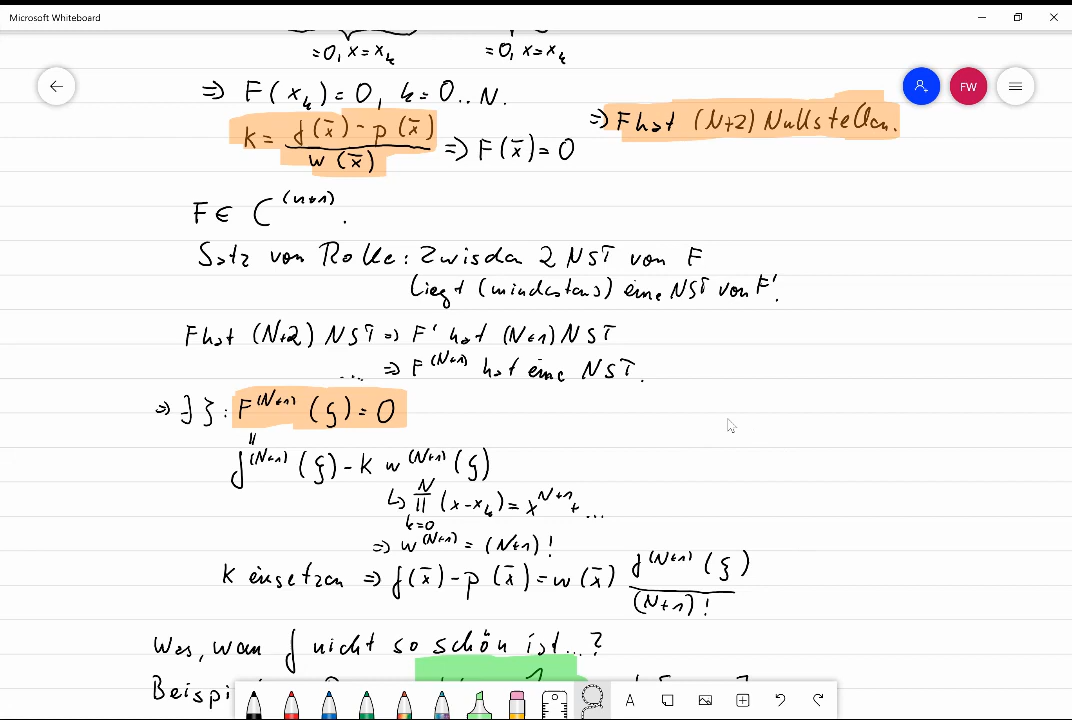 Microsoft Whiteboard
=0, x=x_k =0, x=x_k
FW
⇒ F(x_k)=0, k=0..N.
K = (f(x̄) - p(x̄)) / w(x̄) ⇒ F(x̄)=0 ⇒ F hat (N+2) Nullstellen.
F ∈ C^(n+1).
Satz von Rolle: Zwischen 2 NST von F
liegt (mindestens) eine NST von F'.
F hat (N+2) NST ⇒ F' hat (N+1) NST
... ⇒ F^(N+1) hat eine NST.
⇒ ∃ ξ: F^(N+1) (ξ) = 0
॥
f^(N+1) (ξ) - K w^(N+1) (ξ)
↳ ∏_{k=0}^{N} (x-x_k) = x^{N+1} + ...
⇒ w^(N+1) = (N+1)!
K einsetzen ⇒ f(x̄) - p(x̄) = w(x̄) f^(N+1)(ξ) / (N+1)!
Was, wenn f nicht so schön ist...?
Beispi
A